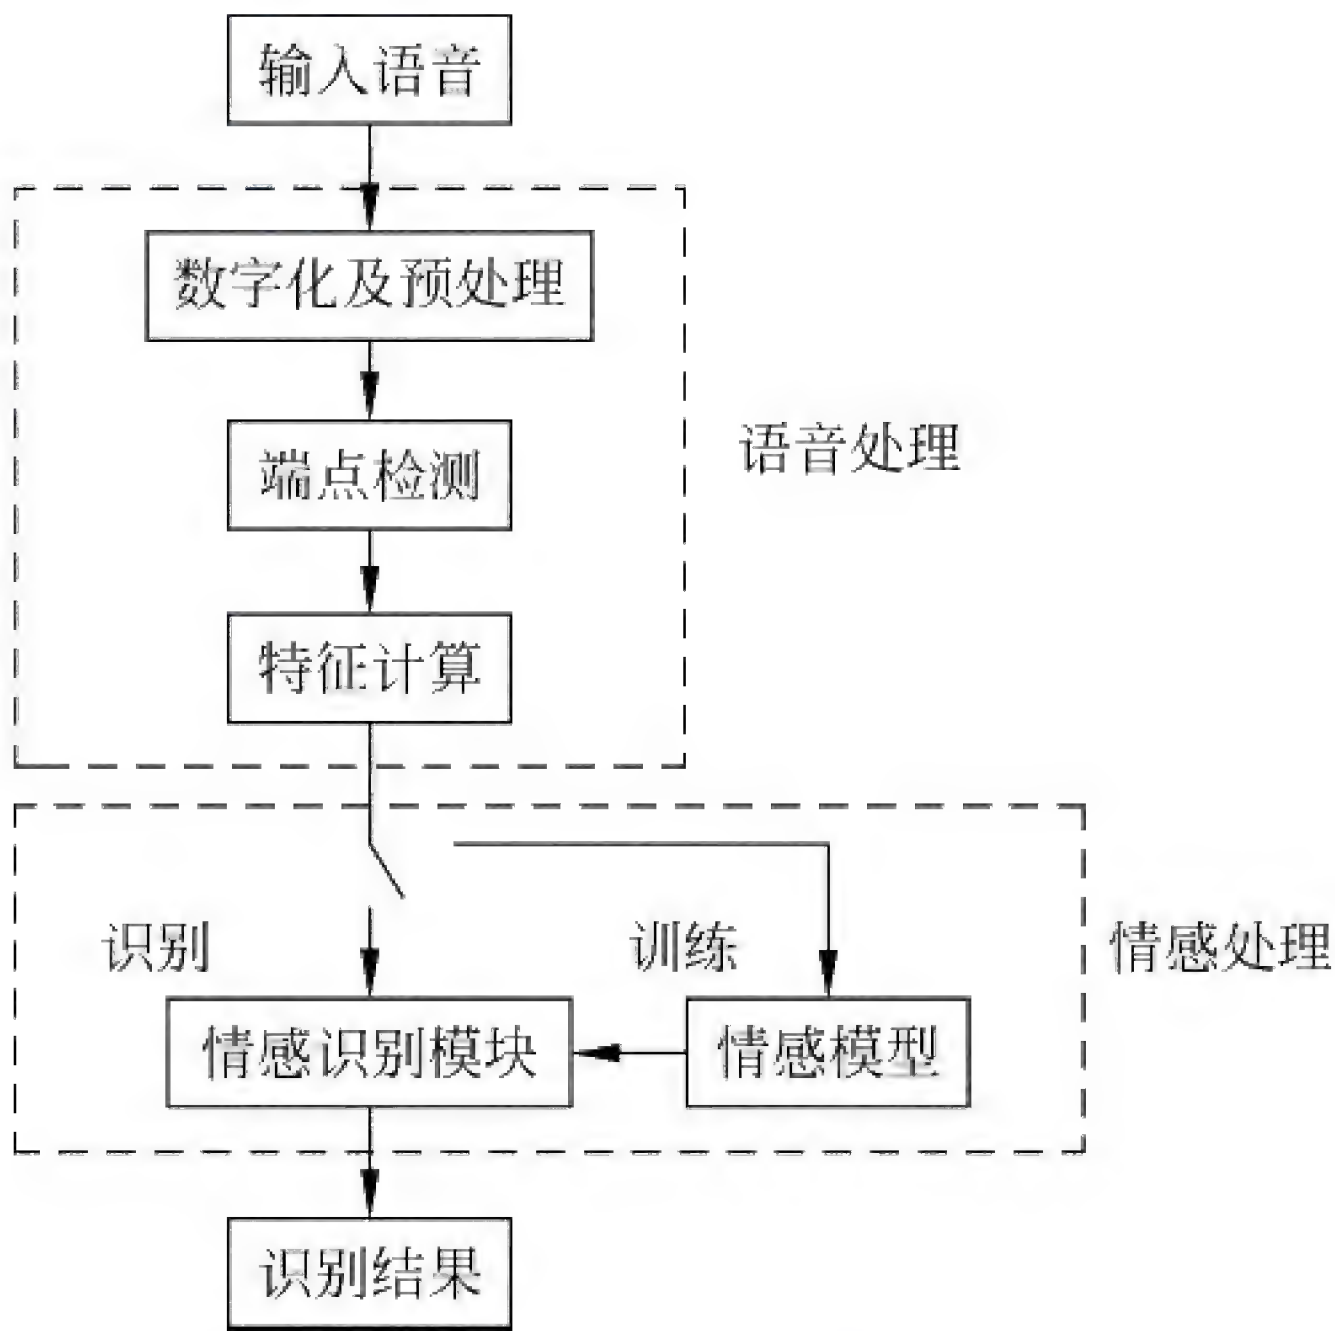 输入语音
数字化及预处理
端点检测
语音处理
特征计算
识别
训练
情感处理
情感识别模块
情感模型
识别结果